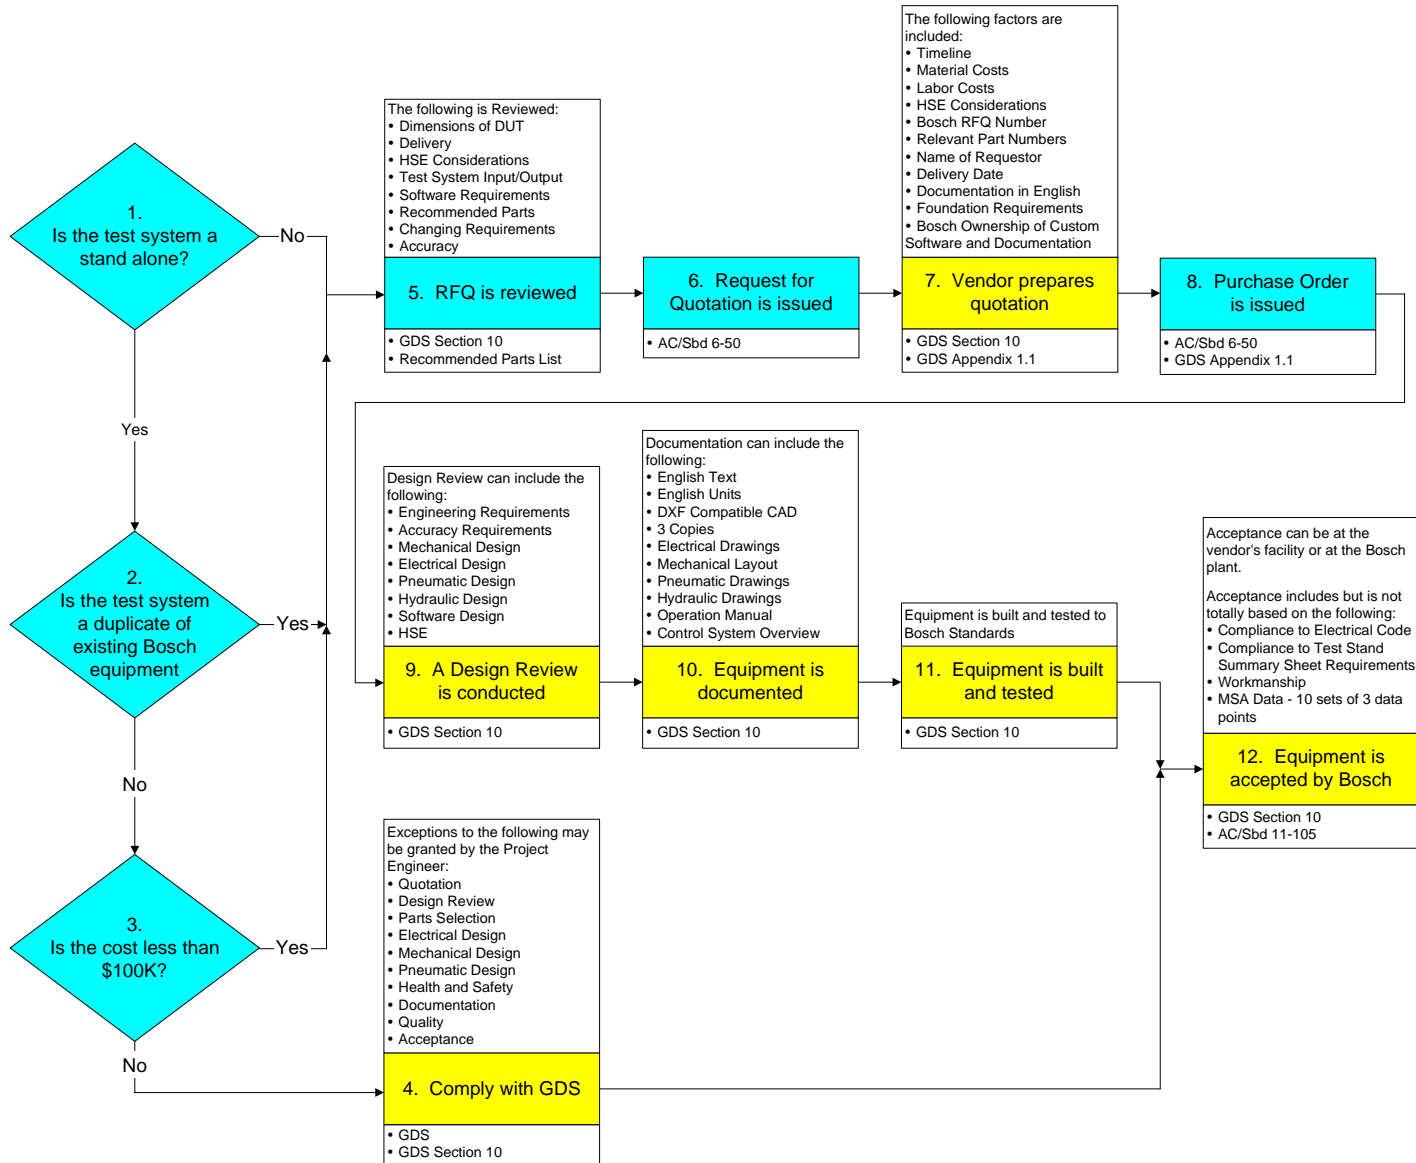 1.
Is the test system a
stand alone?
No
Yes
2.
Is the test system
a duplicate of
existing Bosch
equipment
Yes
No
3.
Is the cost less than
$100K?
Yes
No
The following is Reviewed:
• Dimensions of DUT
• Delivery
• HSE Considerations
• Test System Input/Output
• Software Requirements
• Recommended Parts
• Changing Requirements
• Accuracy
5.  RFQ is reviewed
• GDS Section 10
• Recommended Parts List
6.  Request for
Quotation is issued
• AC/Sbd 6-50
The following factors are
included:
• Timeline
• Material Costs
• Labor Costs
• HSE Considerations
• Bosch RFQ Number
• Relevant Part Numbers
• Name of Requestor
• Delivery Date
• Documentation in English
• Foundation Requirements
• Bosch Ownership of Custom
Software and Documentation
7.  Vendor prepares
quotation
• GDS Section 10
• GDS Appendix 1.1
8.  Purchase Order
is issued
• AC/Sbd 6-50
• GDS Appendix 1.1
Design Review can include the
following:
• Engineering Requirements
• Accuracy Requirements
• Mechanical Design
• Electrical Design
• Pneumatic Design
• Hydraulic Design
• Software Design
• HSE
9.  A Design Review
is conducted
• GDS Section 10
Documentation can include the
following:
• English Text
• English Units
• DXF Compatible CAD
• 3 Copies
• Electrical Drawings
• Mechanical Layout
• Pneumatic Drawings
• Hydraulic Drawings
• Operation Manual
• Control System Overview
10.  Equipment is
documented
• GDS Section 10
Equipment is built and tested to
Bosch Standards
11.  Equipment is built
and tested
• GDS Section 10
Acceptance can be at the
vendor's facility or at the Bosch
plant.
Acceptance includes but is not
totally based on the following:
• Compliance to Electrical Code
• Compliance to Test Stand
Summary Sheet Requirements
• Workmanship
• MSA Data - 10 sets of 3 data
points
12.  Equipment is
accepted by Bosch
• GDS Section 10
• AC/Sbd 11-105
Exceptions to the following may
be granted by the Project
Engineer:
• Quotation
• Design Review
• Parts Selection
• Electrical Design
• Mechanical Design
• Pneumatic Design
• Health and Safety
• Documentation
• Quality
• Acceptance
4.  Comply with GDS
• GDS
• GDS Section 10